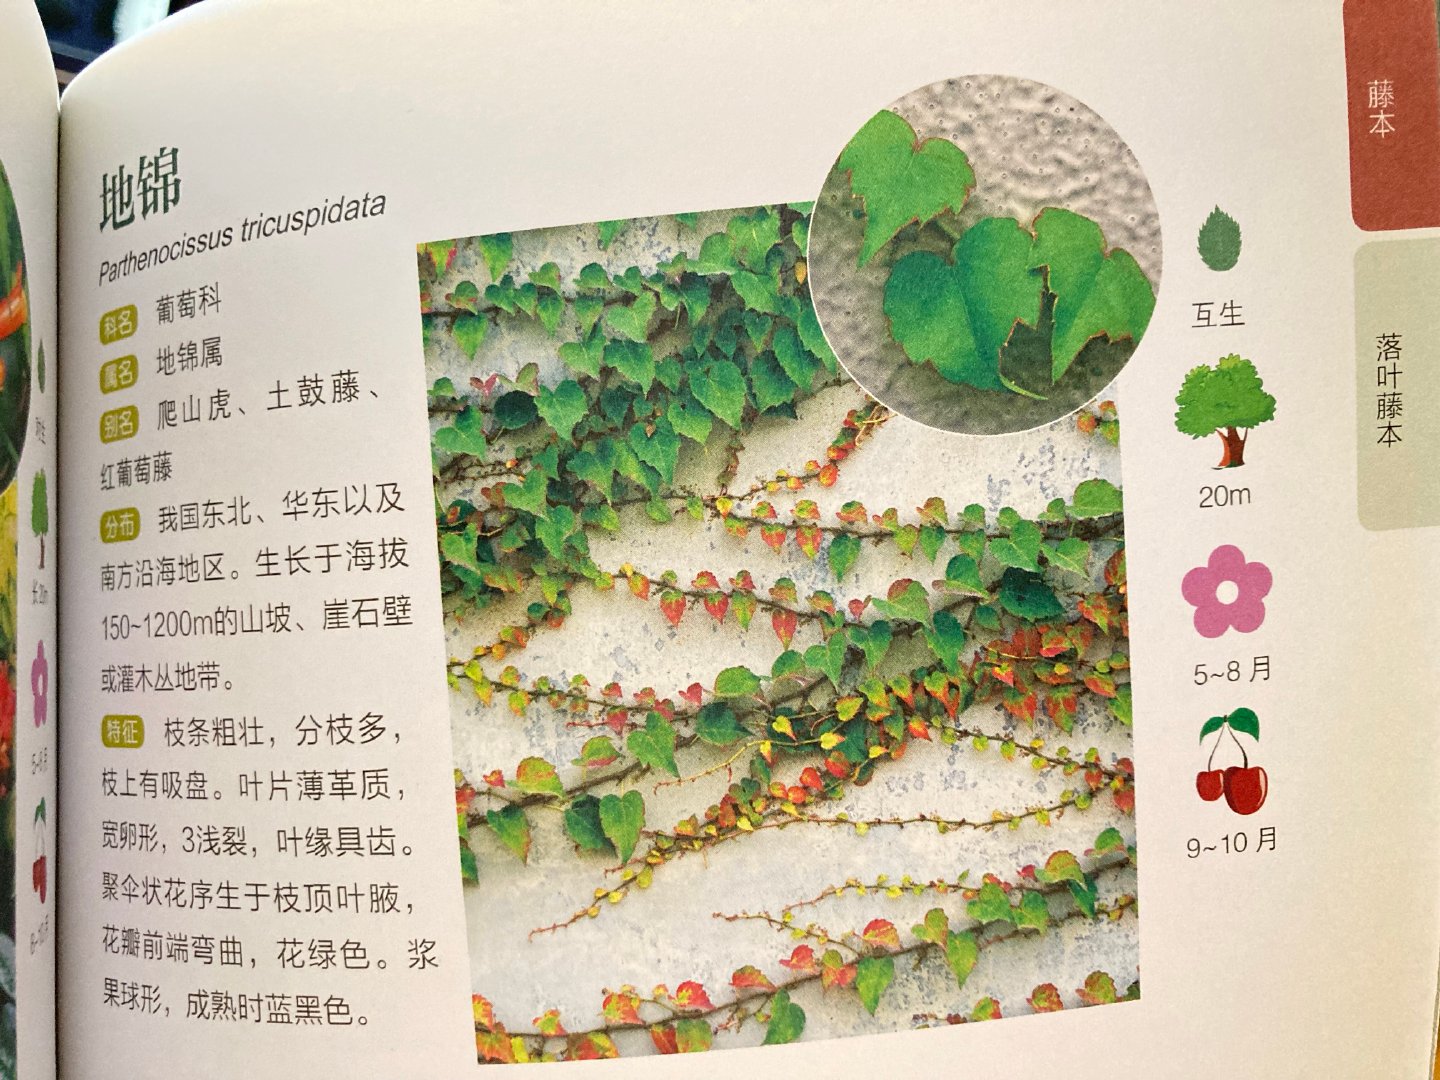 地锦
Parthenocissus tricuspidata
科名 葡萄科
属名 地锦属
别名 爬山虎、土鼓藤、
红葡萄藤
分布 我国东北、华东以及
南方沿海地区。生长于海拔
150~1200m的山坡、崖石壁
或灌木丛地带。
特征 枝条粗壮，分枝多，
枝上有吸盘。叶片薄革质，
宽卵形，3浅裂，叶缘具齿。
聚伞状花序生于枝顶叶腋，
花瓣前端弯曲，花绿色。浆
果球形，成熟时蓝黑色。
互生
20m
5~8 月
9~10 月
藤本
落叶藤本